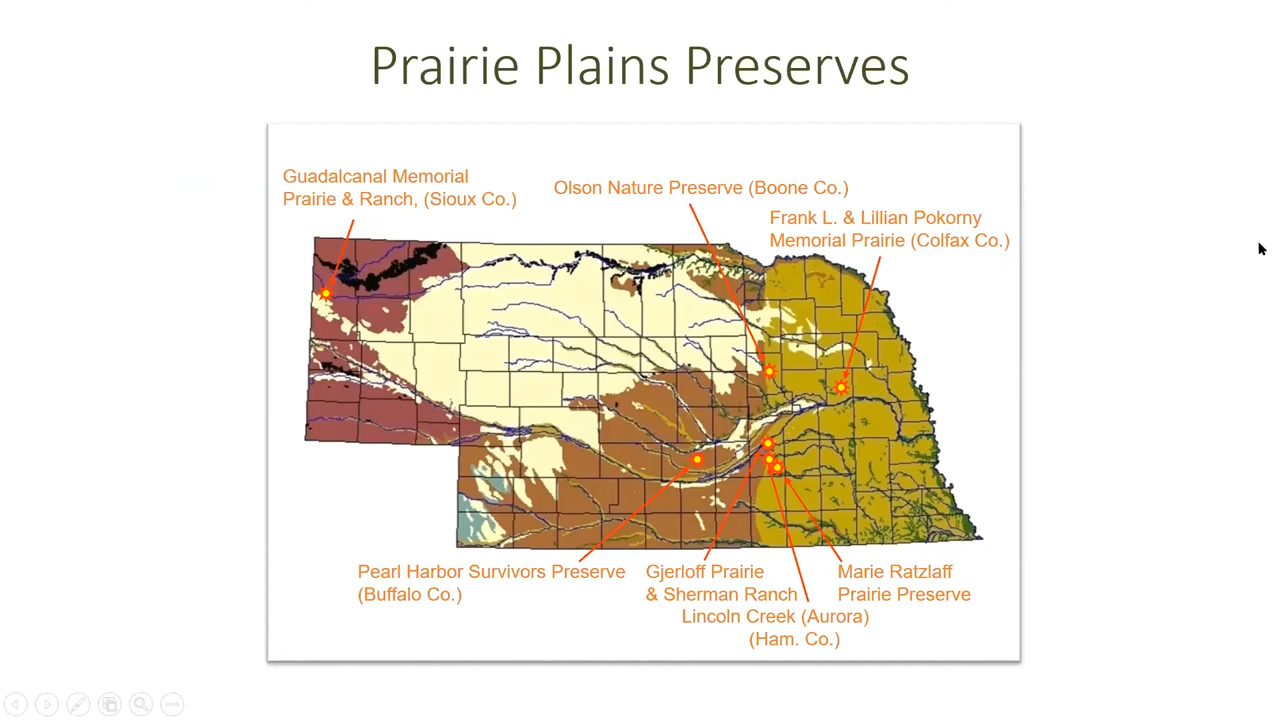 Prairie Plains Preserves
Guadalcanal Memorial
Prairie & Ranch, (Sioux Co.)
Olson Nature Preserve (Boone Co.)
Frank L. & Lillian Pokorny
Memorial Prairie (Colfax Co.)
Pearl Harbor Survivors Preserve
(Buffalo Co.)
Gjerloff Prairie
& Sherman Ranch
Lincoln Creek (Aurora)
(Ham. Co.)
Marie Ratzlaff
Prairie Preserve